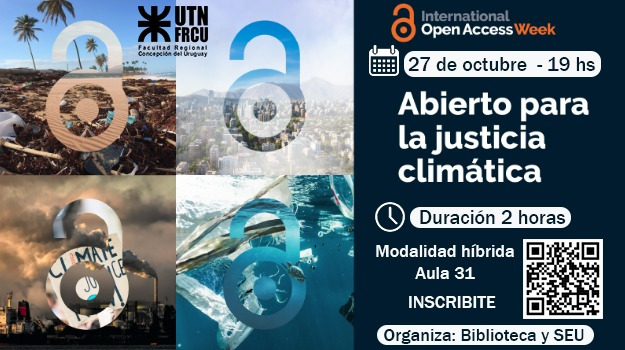 UTN
FRCU
Facultad Regional
Concepción del Uruguay
CLIMATE
JUSTICE
International
Open Access Week
27 de octubre - 19 hs
Abierto para
la justicia
climática
Duración 2 horas
Modalidad híbrida
Aula 31
INSCRIBITE
Organiza: Biblioteca y SEU